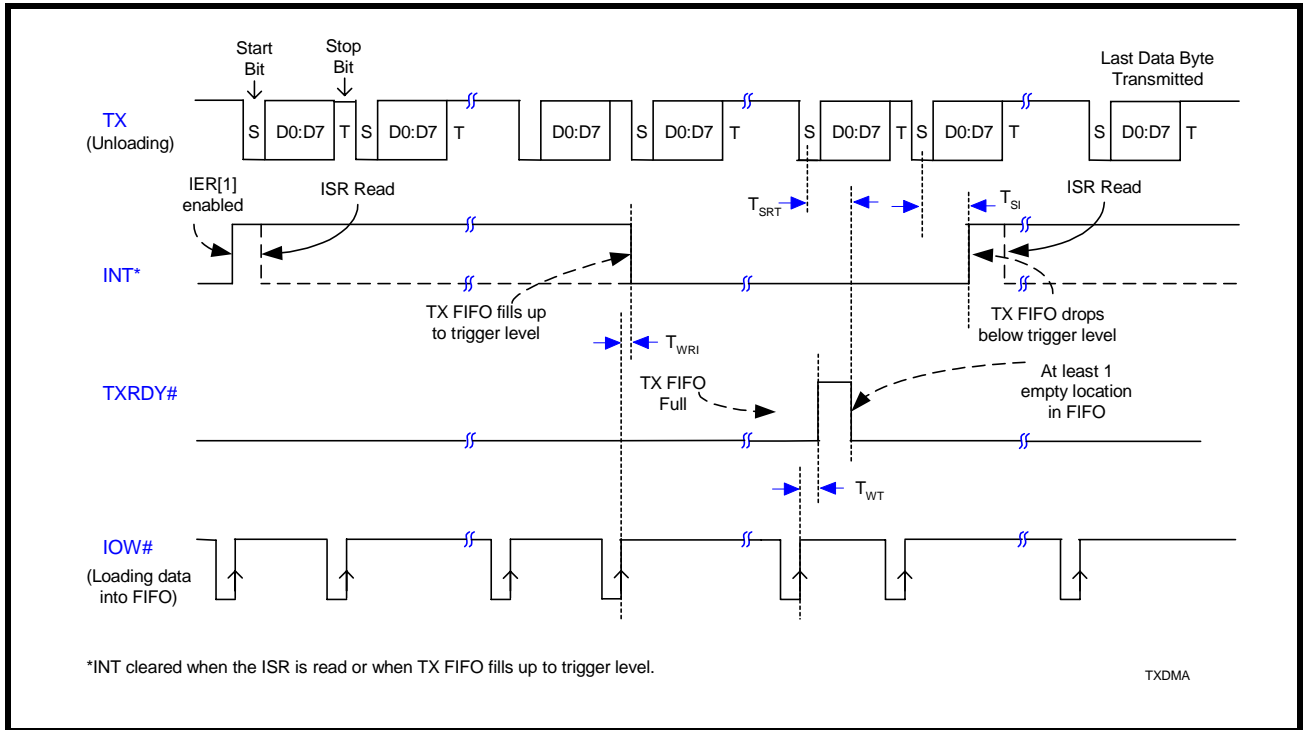 Start
Bit
Stop
Bit
Last Data Byte
Transmitted
TX
(Unloading)
S D0:D7 T S D0:D7 T D0:D7 S D0:D7 T S D0:D7 T S D0:D7 T S D0:D7 T
IER[1]
enabled
ISR Read
TSRT
TSI
ISR Read
INT*
TX FIFO fills up
to trigger level
TX FIFO drops
below trigger level
TWRI
TXRDY#
TX FIFO
Full
At least 1
empty location
in FIFO
TWT
IOW#
(Loading data
into FIFO)
*INT cleared when the ISR is read or when TX FIFO fills up to trigger level.
TXDMA